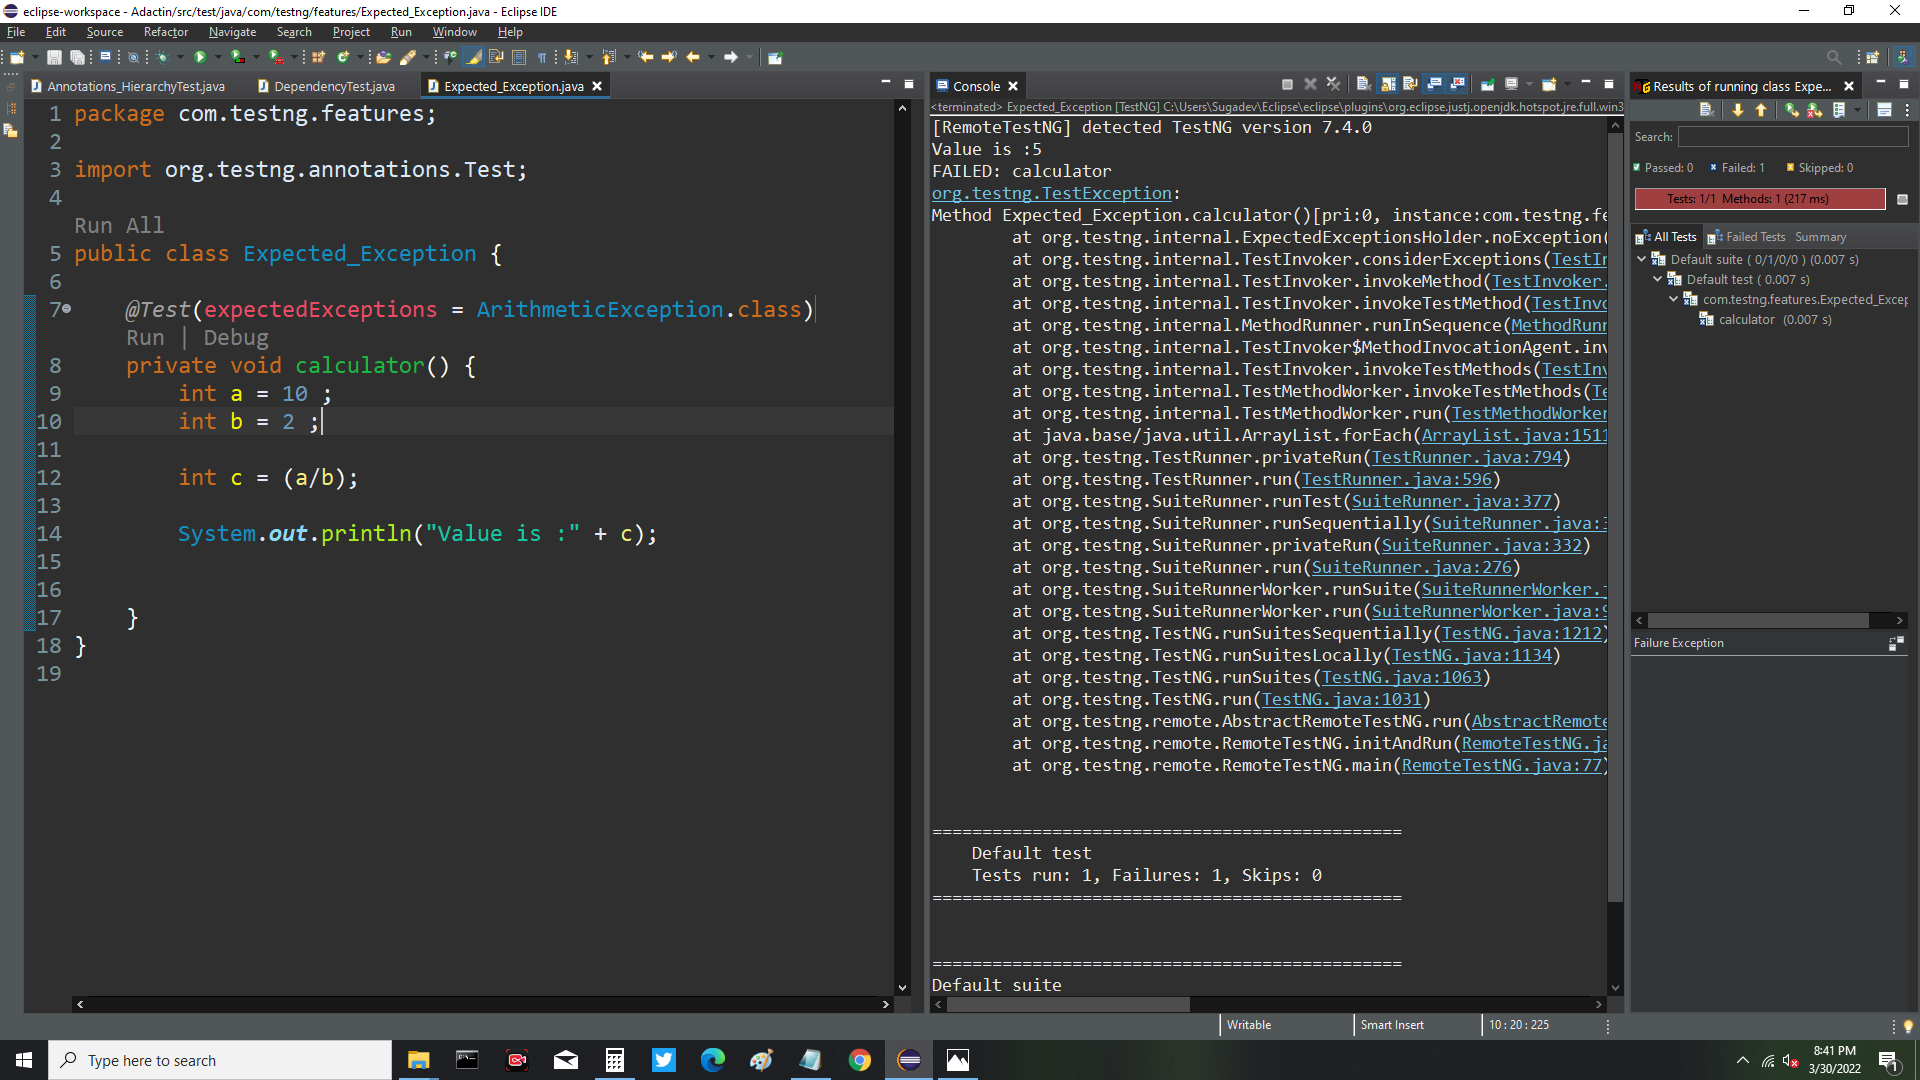 eclipse-workspace - Adactin/src/test/java/com/testng/features/Expected_Exception.java - Eclipse IDE
File Edit Source Refactor Navigate Search Project Run Window Help
Annotations_HierarchyTest.java
DependencyTest.java
Expected_Exception.java
1 package com.testng.features;
2
3 import org.testng.annotations.Test;
4
Run All
5 public class Expected_Exception {
6
7 @Test(expectedExceptions = ArithmeticException.class)
Run | Debug
8 private void calculator() {
9 int a = 10 ;
10 int b = 2 ;
11
12 int c = (a/b);
13
14 System.out.println("Value is :" + c);
15
16
17 }
18 }
19
Console
<terminated> Expected_Exception [TestNG] C:\Users\Sugadev\Eclipse\eclipse\plugins\org.eclipse.justj.openjdk.hotspot.jre.full.win3
[RemoteTestNG] detected TestNG version 7.4.0
Value is :5
FAILED: calculator
org.testng.TestException:
Method Expected_Exception.calculator()[pri:0, instance:com.testng.fe
at org.testng.internal.ExpectedExceptionsHolder.noException(
at org.testng.internal.TestInvoker.considerExceptions(TestIn
at org.testng.internal.TestInvoker.invokeMethod(TestInvoker.
at org.testng.internal.TestInvoker.invokeTestMethod(TestInvo
at org.testng.internal.MethodRunner.runInSequence(MethodRunn
at org.testng.internal.TestInvoker$MethodInvocationAgent.inv
at org.testng.internal.TestInvoker.invokeTestMethods(TestInv
at org.testng.internal.TestMethodWorker.invokeTestMethods(Te
at org.testng.internal.TestMethodWorker.run(TestMethodWorker
at java.base/java.util.ArrayList.forEach(ArrayList.java:1511
at org.testng.TestRunner.privateRun(TestRunner.java:794)
at org.testng.TestRunner.run(TestRunner.java:596)
at org.testng.SuiteRunner.runTest(SuiteRunner.java:377)
at org.testng.SuiteRunner.runSequentially(SuiteRunner.java:3
at org.testng.SuiteRunner.privateRun(SuiteRunner.java:332)
at org.testng.SuiteRunner.run(SuiteRunner.java:276)
at org.testng.SuiteRunnerWorker.runSuite(SuiteRunnerWorker.j
at org.testng.SuiteRunnerWorker.run(SuiteRunnerWorker.java:9
at org.testng.TestNG.runSuitesSequentially(TestNG.java:1212)
at org.testng.TestNG.runSuitesLocally(TestNG.java:1134)
at org.testng.TestNG.runSuites(TestNG.java:1063)
at org.testng.TestNG.run(TestNG.java:1031)
at org.testng.remote.AbstractRemoteTestNG.run(AbstractRemote
at org.testng.remote.RemoteTestNG.initAndRun(RemoteTestNG.ja
at org.testng.remote.RemoteTestNG.main(RemoteTestNG.java:77)
===============================================
Default test
Tests run: 1, Failures: 1, Skips: 0
===============================================
===============================================
Default suite
Results of running class Expe...
Search:
Passed: 0 Failed: 1 Skipped: 0
Tests: 1/1 Methods: 1 (217 ms)
All Tests Failed Tests Summary
Default suite ( 0/1/0/0 ) (0.007 s)
Default test ( 0.007 s)
com.testng.features.Expected_Excep
calculator (0.007 s)
Failure Exception
Writable
Smart Insert
10 : 20 : 225
Type here to search
8:41 PM
3/30/2022
1